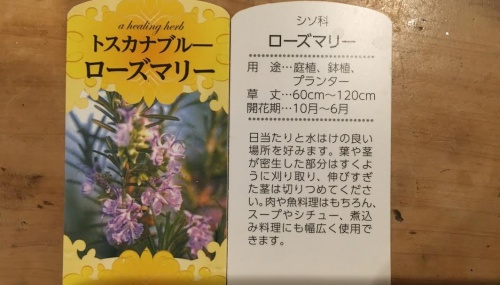 a healing herb
トスカナブルー
ローズマリー
シソ科
ローズマリー
用　途…庭植、鉢植、
プランター
草　丈…60cm～120cm
開花期…10月～6月
日当たりと水はけの良い
場所を好みます。葉や茎
が密生した部分はすくよ
うに刈り取り、伸びすぎ
た茎は切りつめてくださ
い。肉や魚料理はもちろん、
スープやシチュー、煮込
み料理にも幅広く使用で
きます。